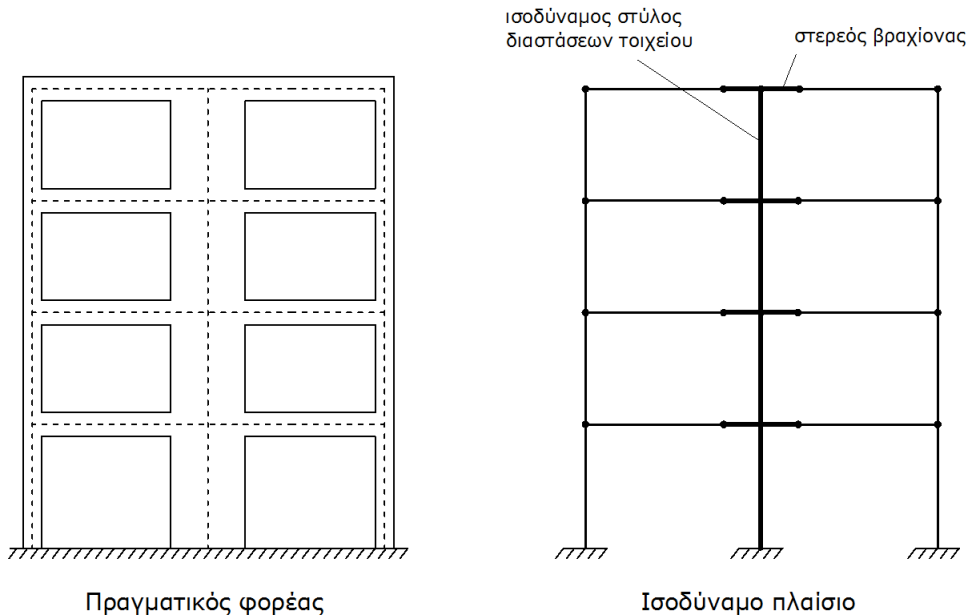 ισοδύναμος στύλος
διαστάσεων τοιχείου
στερεός βραχίονας
Πραγματικός φορέας
Ισοδύναμο πλαίσιο